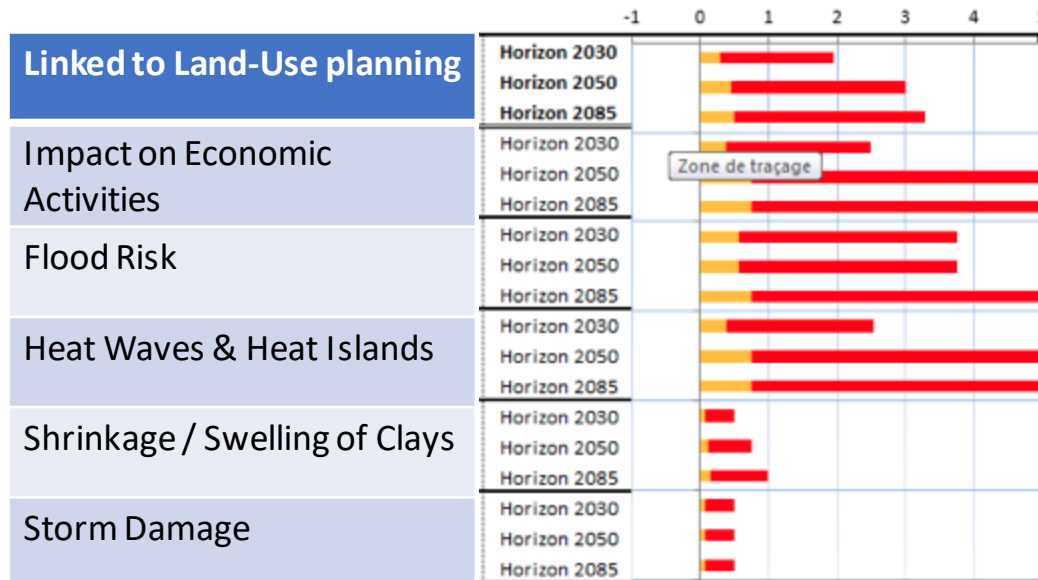 -1 0 1 2 3 4 5
Linked to Land-Use planning
Horizon 2030
Horizon 2050
Horizon 2085
Impact on Economic
Activities
Horizon 2030
Zone de traçage
Horizon 2050
Horizon 2085
Flood Risk
Horizon 2030
Horizon 2050
Horizon 2085
Heat Waves & Heat Islands
Horizon 2030
Horizon 2050
Horizon 2085
Shrinkage / Swelling of Clays
Horizon 2030
Horizon 2050
Horizon 2085
Storm Damage
Horizon 2030
Horizon 2050
Horizon 2085